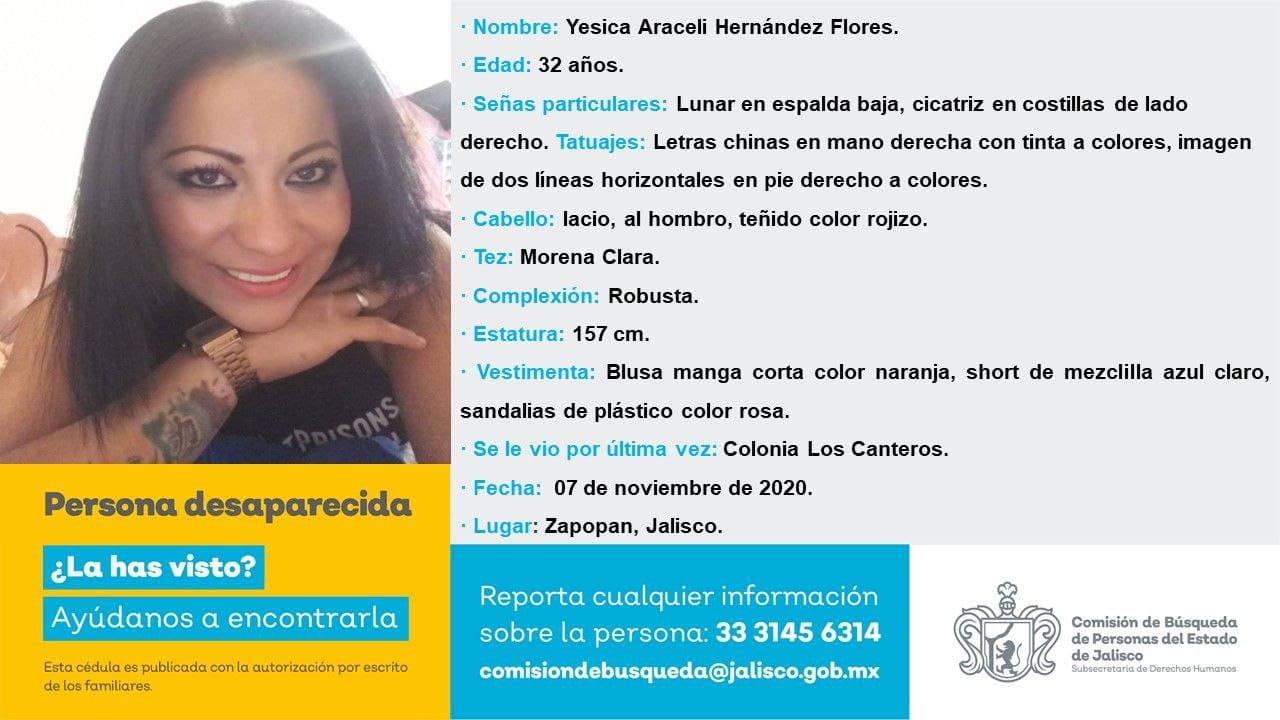 · Nombre: Yesica Araceli Hernández Flores.
· Edad: 32 años.
· Señas particulares: Lunar en espalda baja, cicatriz en costillas de lado
derecho. Tatuajes: Letras chinas en mano derecha con tinta a colores, imagen
de dos líneas horizontales en pie derecho a colores.
· Cabello: lacio, al hombro, teñido color rojizo.
· Tez: Morena Clara.
· Complexión: Robusta.
· Estatura: 157 cm.
· Vestimenta: Blusa manga corta color naranja, short de mezclilla azul claro,
sandalias de plástico color rosa.
· Se le vio por última vez: Colonia Los Canteros.
· Fecha: 07 de noviembre de 2020.
· Lugar: Zapopan, Jalisco.
PRISONS
Persona desaparecida
¿La has visto?
Ayúdanos a encontrarla
Esta cédula es publicada con la autorización por escrito
de los familiares.
Reporta cualquier información
sobre la persona: 33 3145 6314
comisiondebusqueda@jalisco.gob.mx
Comisión de Búsqueda
de Personas del Estado
de Jalisco
Subsecretaría de Derechos Humanos